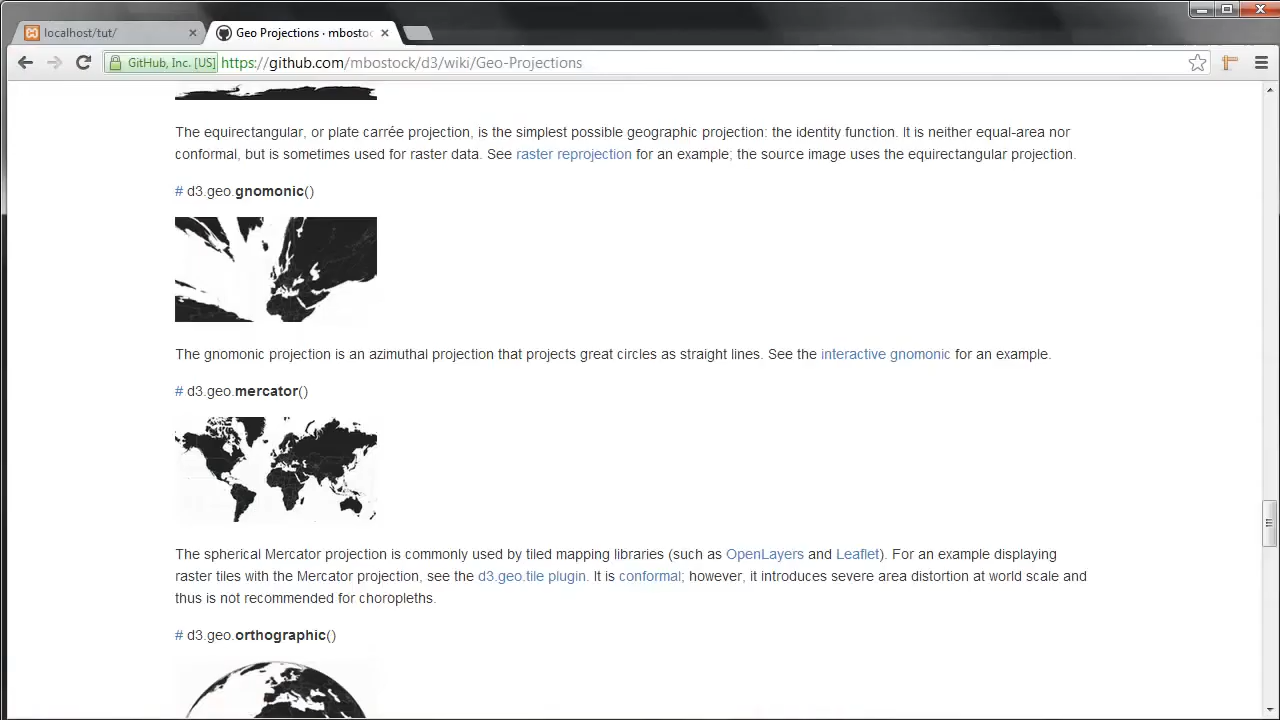 localhost/tut/
Geo Projections · mbosto
GitHub, Inc. [US] https://github.com/mbostock/d3/wiki/Geo-Projections
The equirectangular, or plate carrée projection, is the simplest possible geographic projection: the identity function. It is neither equal-area nor
conformal, but is sometimes used for raster data. See raster reprojection for an example; the source image uses the equirectangular projection.
# d3.geo.gnomonic()
The gnomonic projection is an azimuthal projection that projects great circles as straight lines. See the interactive gnomonic for an example.
# d3.geo.mercator()
The spherical Mercator projection is commonly used by tiled mapping libraries (such as OpenLayers and Leaflet). For an example displaying
raster tiles with the Mercator projection, see the d3.geo.tile plugin. It is conformal; however, it introduces severe area distortion at world scale and
thus is not recommended for choropleths.
# d3.geo.orthographic()